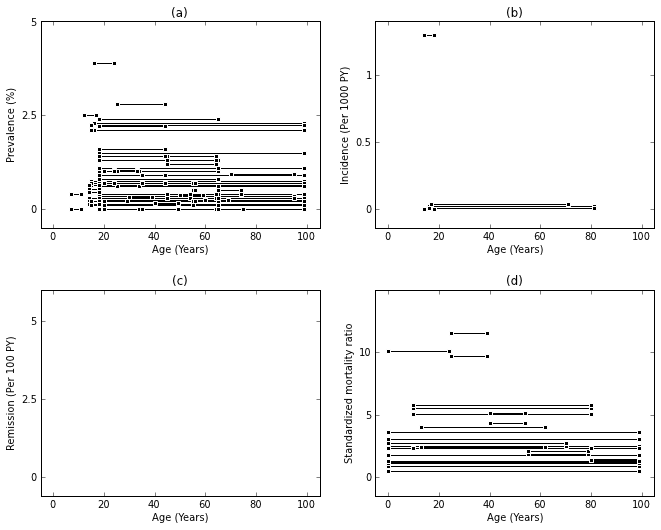 (a)
5
2.5
0
Prevalence (%)
0 20 40 60 80 100
Age (Years)
(b)
1
0.5
0
Incidence (Per 1000 PY)
0 20 40 60 80 100
Age (Years)
(c)
5
2.5
0
Remission (Per 100 PY)
0 20 40 60 80 100
Age (Years)
(d)
10
5
0
Standardized mortality ratio
0 20 40 60 80 100
Age (Years)